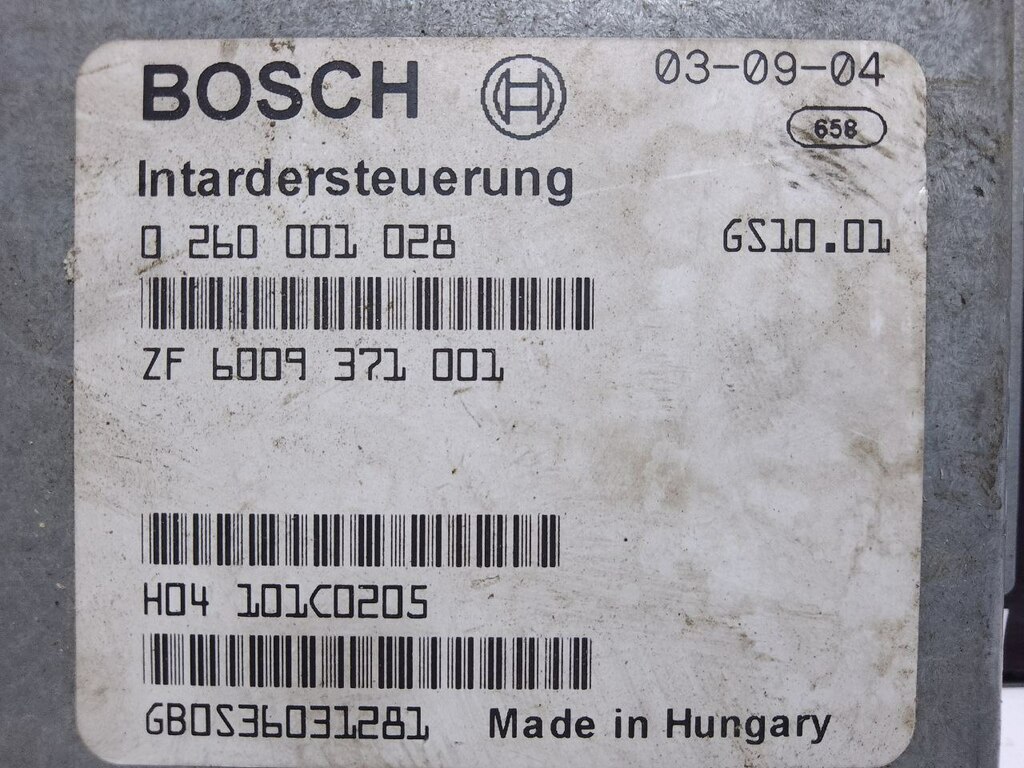 BOSCH 03-09-04
658
Intardersteuerung
0 260 001 028 GS10.01
ZF 6009 371 001
H04 101C0205
GB0S36031281 Made in Hungary